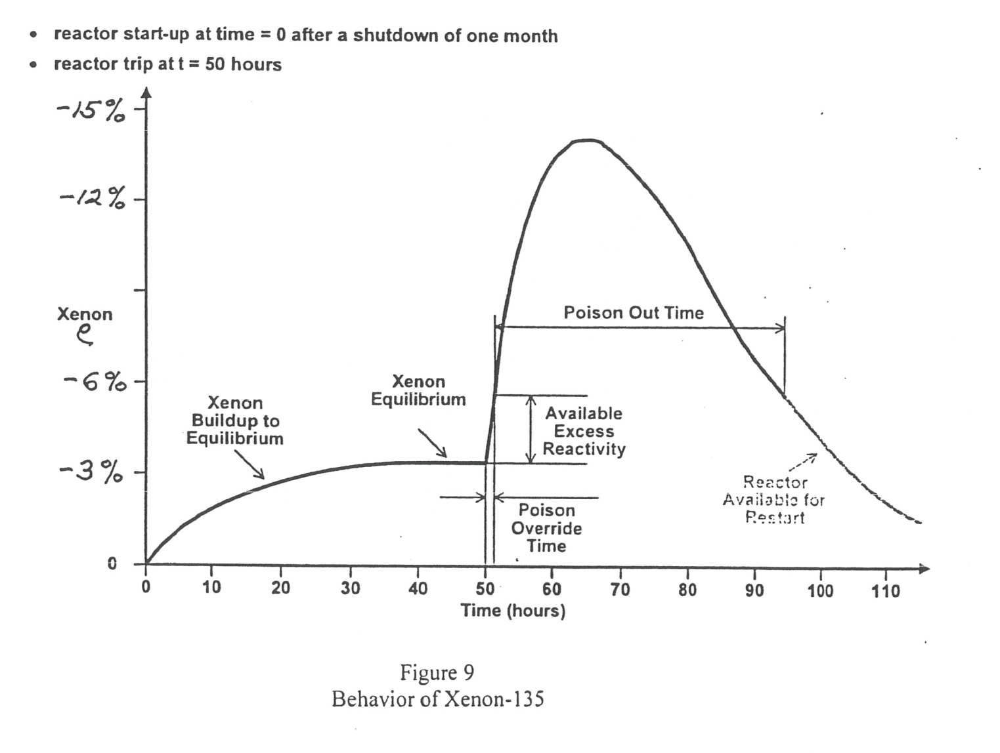 • reactor start-up at time = 0 after a shutdown of one month
• reactor trip at t = 50 hours
-15%
-12%
Xenon
ρ
-6%
-3%
0
Xenon
Buildup to
Equilibrium
Xenon
Equilibrium
Poison Out Time
Available
Excess
Reactivity
Poison
Override
Time
Reactor
Available for
Restart
0 10 20 30 40 50 60 70 80 90 100 110
Time (hours)
Figure 9
Behavior of Xenon-135